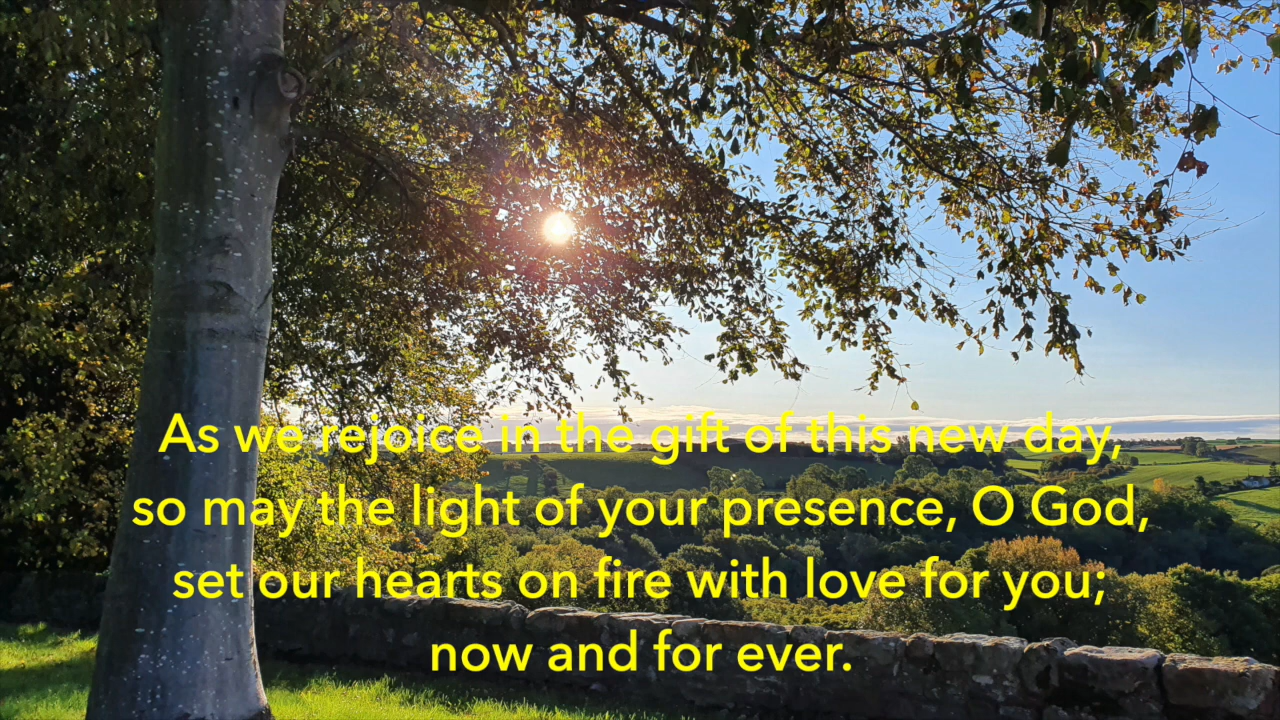 As we rejoice in the gift of this new day,
so may the light of your presence, O God,
set our hearts on fire with love for you;
now and for ever.